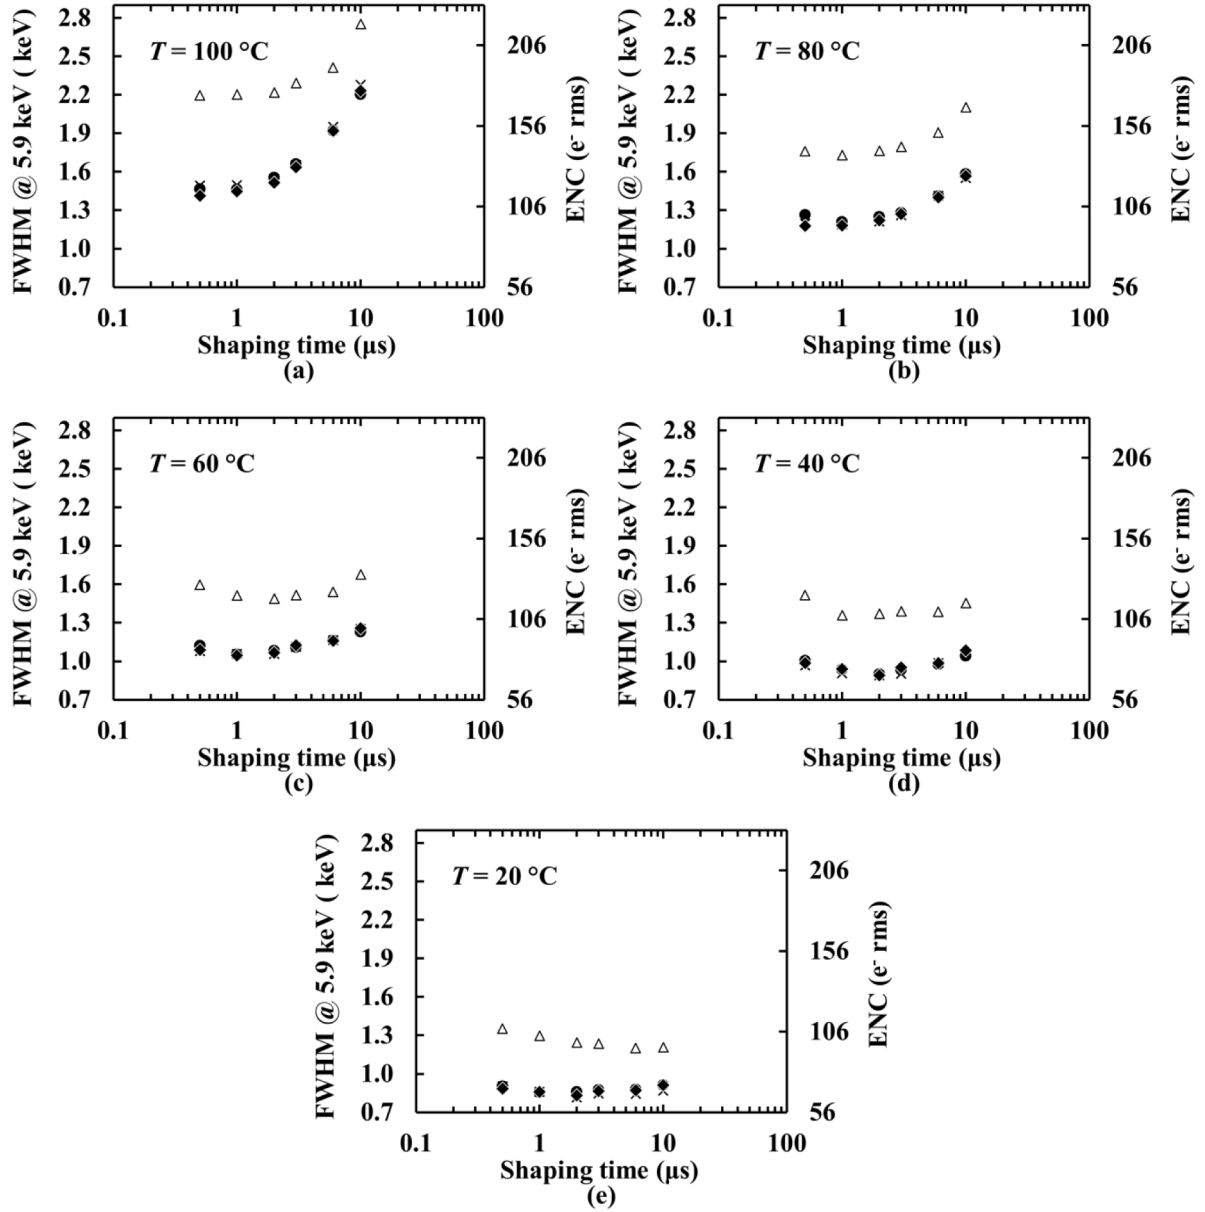 FWHM @ 5.9 keV ( keV)
2.8
2.5
2.2
1.9
1.6
1.3
1.0
0.7
T = 100 °C
206
156
106
56
ENC (e- rms)
0.1 1 10 100
Shaping time (μs)
(a)
FWHM @ 5.9 keV ( keV)
2.8
2.5
2.2
1.9
1.6
1.3
1.0
0.7
T = 80 °C
206
156
106
56
ENC (e- rms)
0.1 1 10 100
Shaping time (μs)
(b)
FWHM @ 5.9 keV ( keV)
2.8
2.5
2.2
1.9
1.6
1.3
1.0
0.7
T = 60 °C
206
156
106
56
ENC (e- rms)
0.1 1 10 100
Shaping time (μs)
(c)
FWHM @ 5.9 keV ( keV)
2.8
2.5
2.2
1.9
1.6
1.3
1.0
0.7
T = 40 °C
206
156
106
56
ENC (e- rms)
0.1 1 10 100
Shaping time (μs)
(d)
FWHM @ 5.9 keV ( keV)
2.8
2.5
2.2
1.9
1.6
1.3
1.0
0.7
T = 20 °C
206
156
106
56
ENC (e- rms)
0.1 1 10 100
Shaping time (μs)
(e)